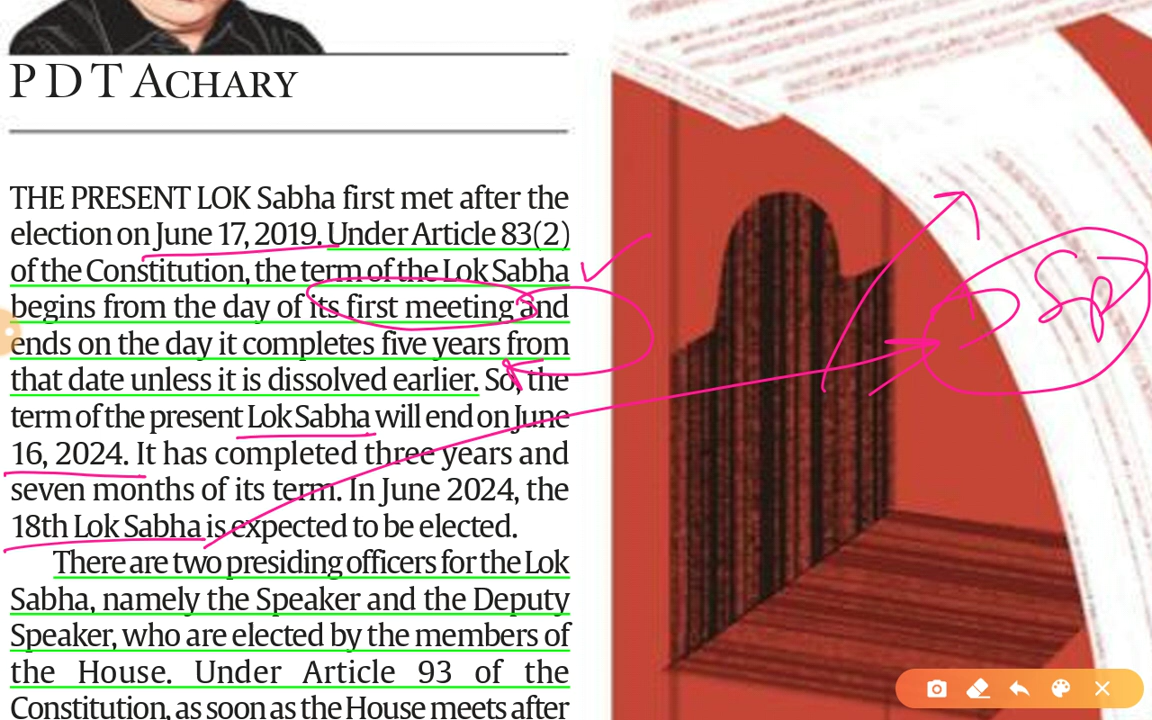 P D T ACHARY
THE PRESENT LOK Sabha first met after the
election on June 17, 2019. Under Article 83(2)
of the Constitution, the term of the Lok Sabha
begins from the day of its first meeting and
ends on the day it completes five years from
that date unless it is dissolved earlier. So, the
term of the present Lok Sabha will end on June
16, 2024. It has completed three years and
seven months of its term. In June 2024, the
18th Lok Sabha is expected to be elected.
There are two presiding officers for the Lok
Sabha, namely the Speaker and the Deputy
Speaker, who are elected by the members of
the House. Under Article 93 of the
Constitution, as soon as the House meets after
Sp